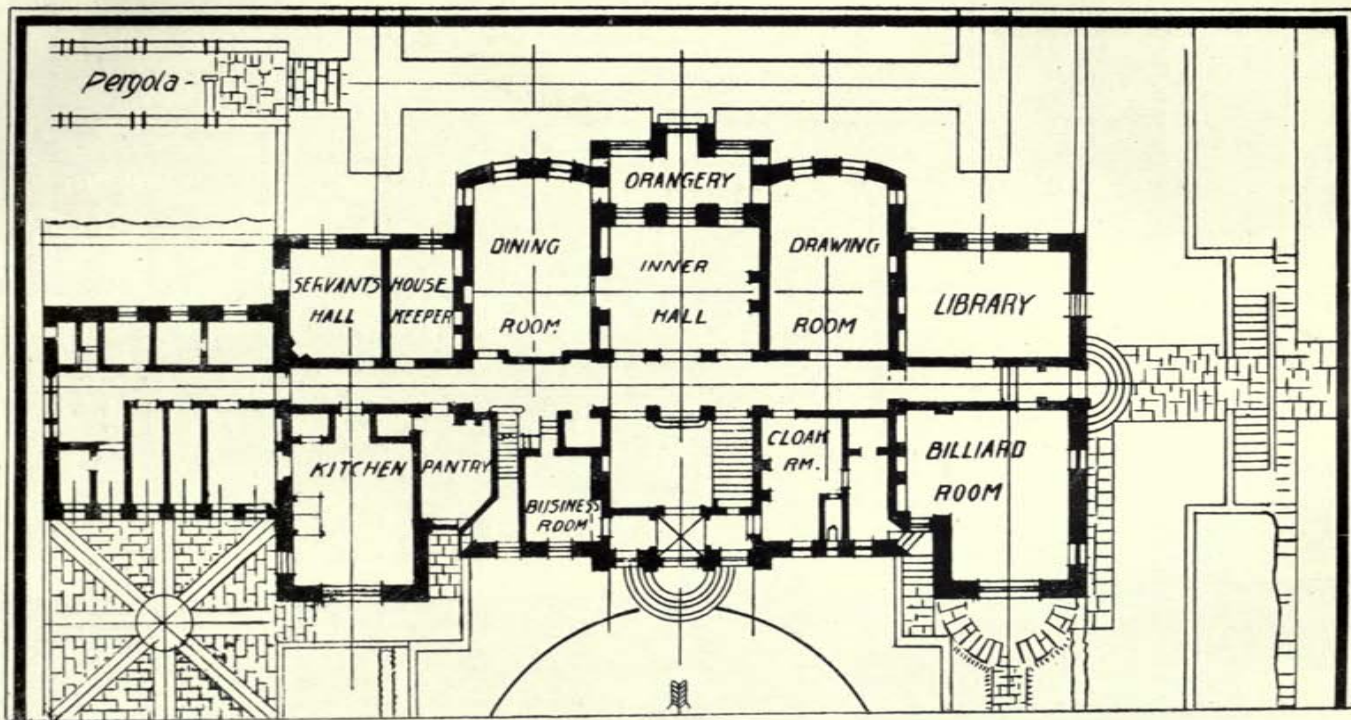 Pergola -
ORANGERY
DINING
ROOM
INNER
HALL
DRAWING
ROOM
SERVANTS
HALL
HOUSE
KEEPER
LIBRARY
KITCHEN
PANTRY
BUSINESS
ROOM
CLOAK
RM.
BILLIARD
ROOM